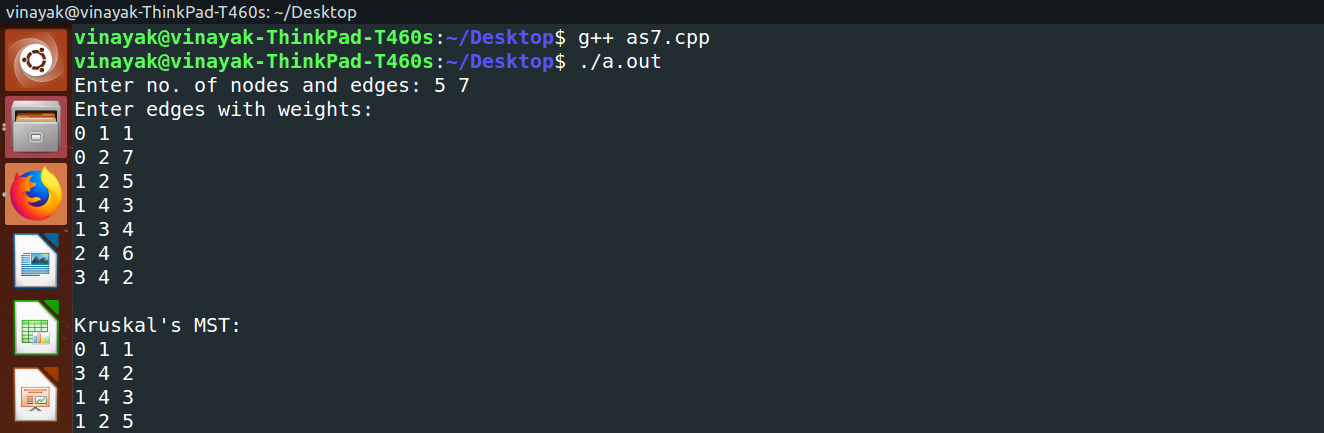 vinayak@vinayak-ThinkPad-T460s: ~/Desktop
vinayak@vinayak-ThinkPad-T460s:~/Desktop$ g++ as7.cpp
vinayak@vinayak-ThinkPad-T460s:~/Desktop$ ./a.out
Enter no. of nodes and edges: 5 7
Enter edges with weights:
0 1 1
0 2 7
1 2 5
1 4 3
1 3 4
2 4 6
3 4 2
Kruskal's MST:
0 1 1
3 4 2
1 4 3
1 2 5